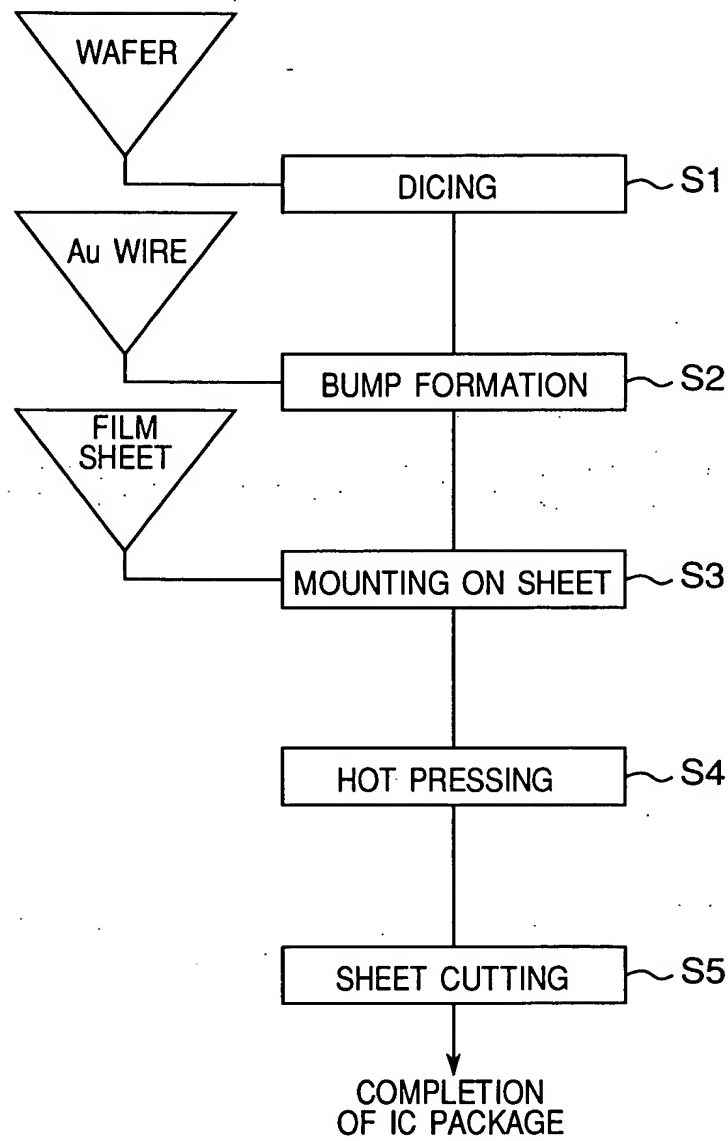 WAFER
DICING
S1
Au WIRE
BUMP FORMATION
S2
FILM
SHEET
MOUNTING ON SHEET
S3
HOT PRESSING
S4
SHEET CUTTING
S5
COMPLETION
OF IC PACKAGE